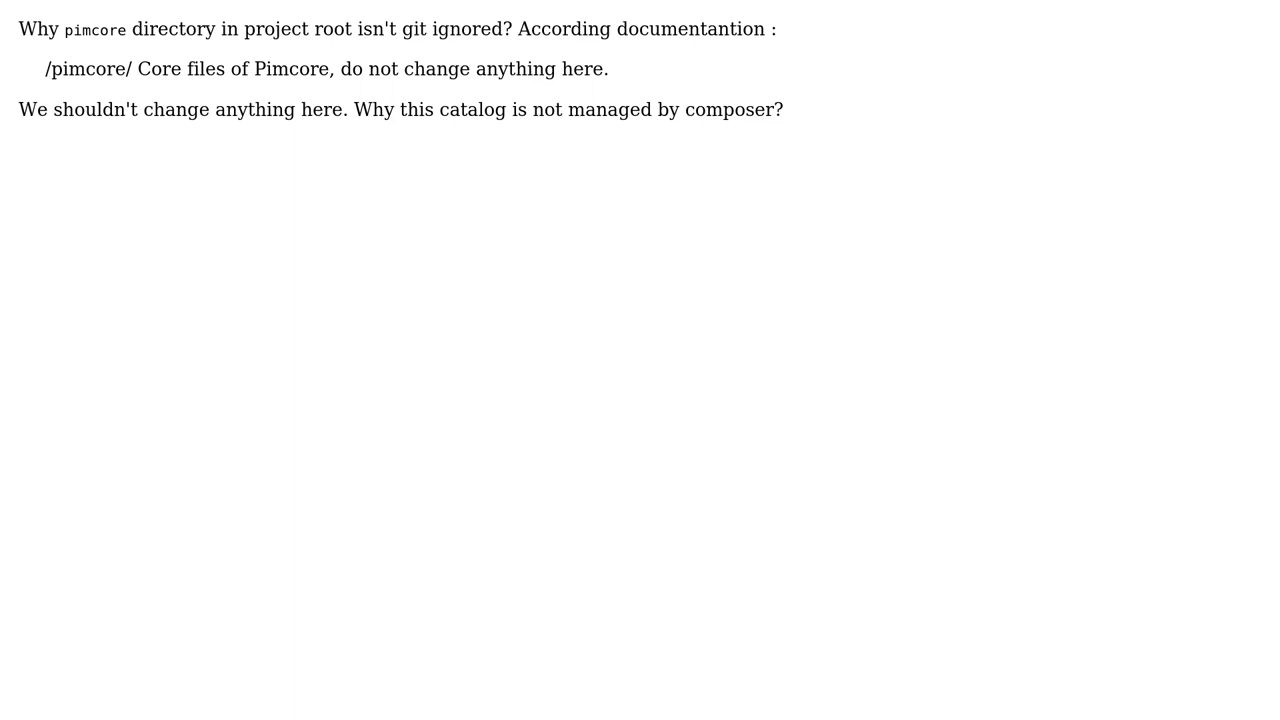 Why pimcore directory in project root isn't git ignored? According documentantion :
/pimcore/ Core files of Pimcore, do not change anything here.
We shouldn't change anything here. Why this catalog is not managed by composer?